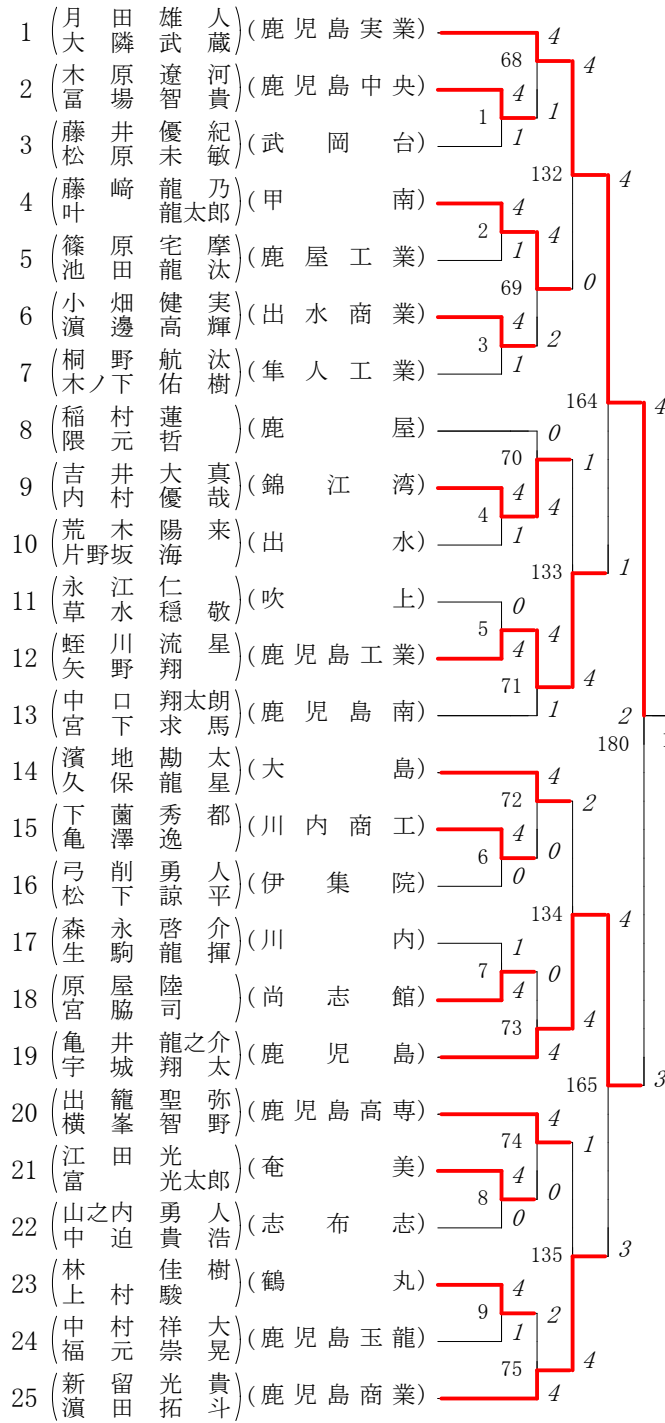 1 (月田雄人 大隣武蔵) (鹿児島実業) 4
68 4
2 (木原遼河 冨場智貴) (鹿児島中央) 4
1 1
3 (藤井優紀 松原未敏) (武岡台) 1
132 4
4 (藤﨑龍乃 叶龍太郎) (甲南) 4
2 4
5 (篠原宅摩 池田龍汰) (鹿屋工業) 1
69 0
6 (小畑健実 濵邊高輝) (出水商業) 4
3 2
7 (桐野航汰 木ノ下佑樹) (隼人工業) 1
164 4
8 (稲村蓮 隈元哲) (鹿屋) 0
70 1
9 (吉井大真 内村優哉) (錦江湾) 4
4 4
10 (荒木陽来 片野坂海) (出水) 1
133 1
11 (永江仁 草水穏敬) (吹上) 0
5 4
12 (蛭川流星 矢野翔) (鹿児島工業) 4
71 4
13 (中口翔太朗 宮下求馬) (鹿児島南) 1
2
180
14 (濱地勘太 久保龍星) (大島) 4
72 2
15 (下薗秀都 亀澤逸) (川内商工) 4
6 0
16 (弓削勇人 松下諒平) (伊集院) 0
134 4
17 (森永啓介 生駒龍揮) (川内) 1
7 0
18 (原屋陸 宮脇司) (尚志館) 4
73 4
19 (亀井龍之介 宇城翔太) (鹿児島) 4
165 3
20 (出籠聖弥 横峯智野) (鹿児島高専) 4
74 1
21 (江田光 富光太郎) (奄美) 4
8 0
22 (山之内勇人 中迫貴浩) (志布志) 0
135 3
23 (林佳樹 上村駿) (鶴丸) 4
9 2
24 (中村祥大 福元崇晃) (鹿児島玉龍) 1
75 4
25 (新留光貴 濵田拓斗) (鹿児島商業) 4